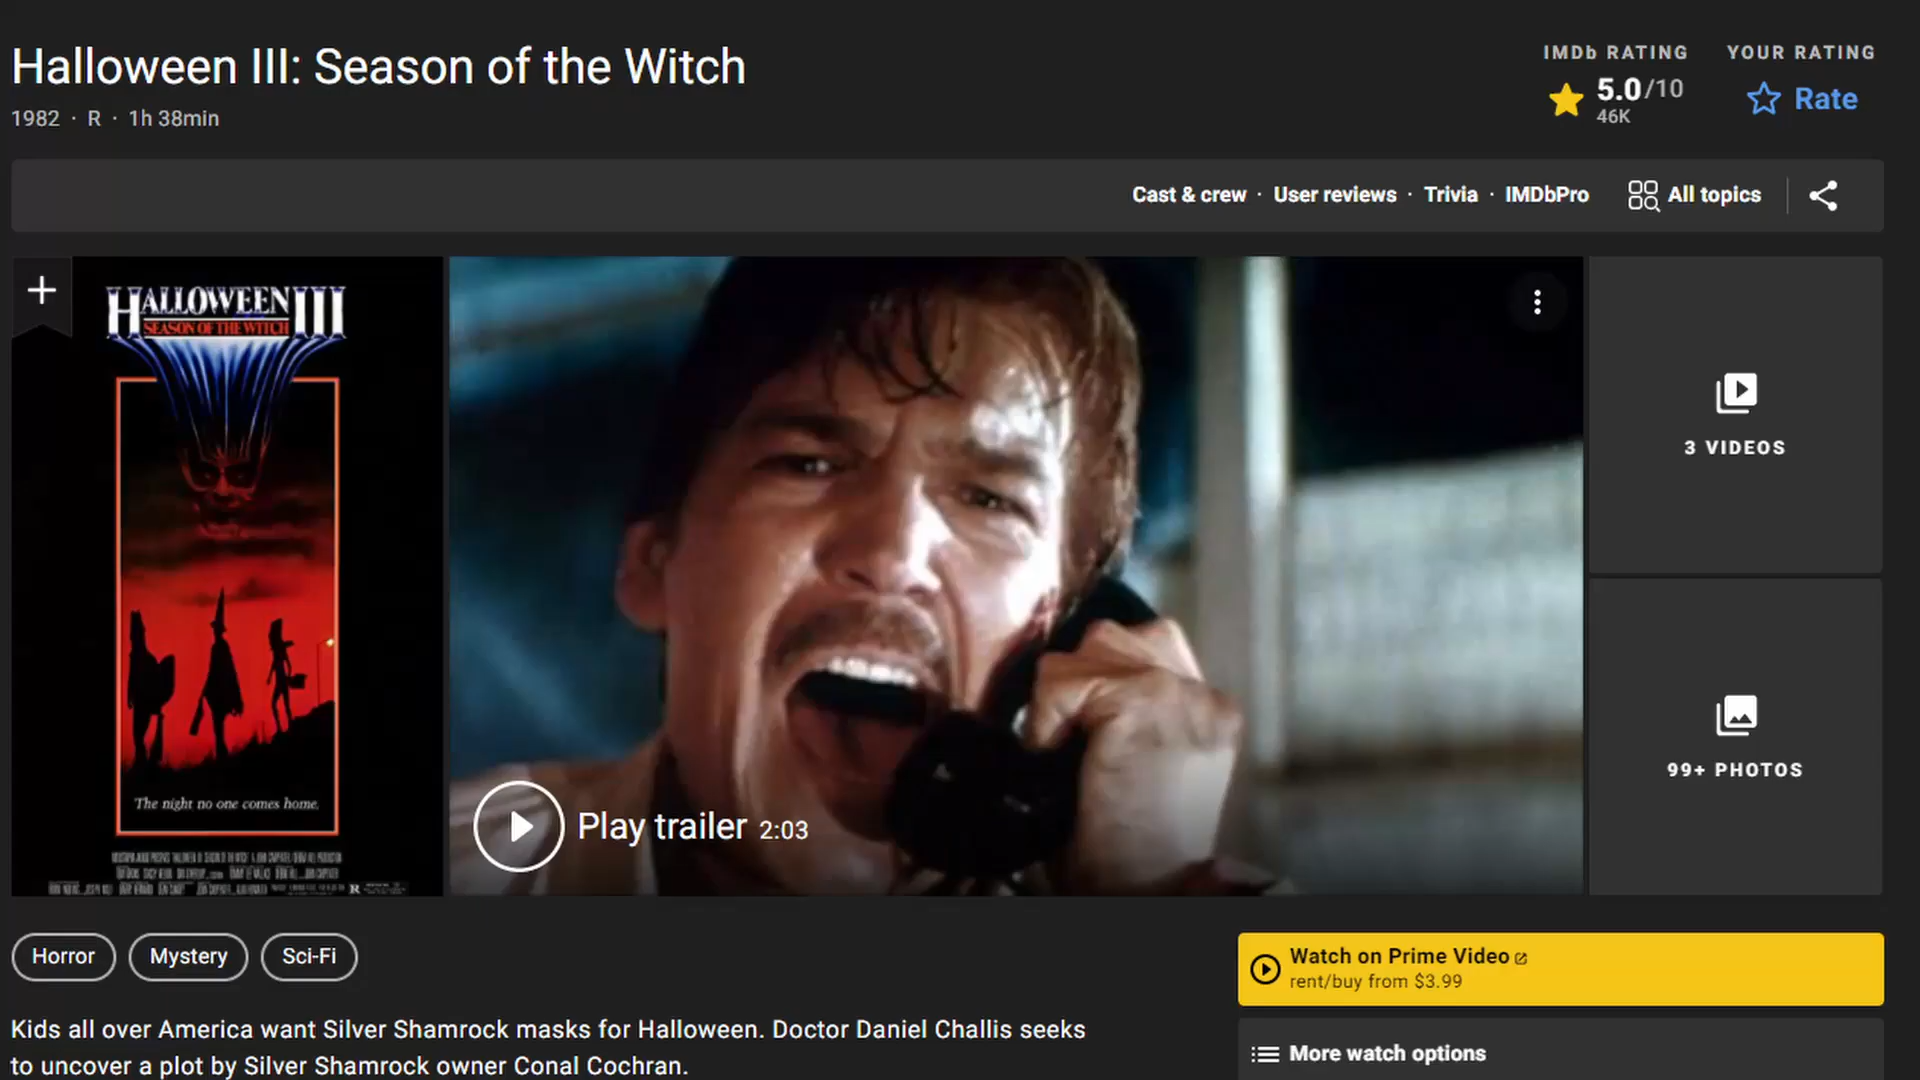 Halloween III: Season of the Witch
1982 · R · 1h 38min
IMDb RATING
5.0/10
46K
YOUR RATING
Rate
Cast & crew · User reviews · Trivia · IMDbPro
All topics
HALLOWEEN III
SEASON OF THE WITCH
The night no one comes home.
Play trailer 2:03
3 VIDEOS
99+ PHOTOS
Horror
Mystery
Sci-Fi
Kids all over America want Silver Shamrock masks for Halloween. Doctor Daniel Challis seeks
to uncover a plot by Silver Shamrock owner Conal Cochran.
Watch on Prime Video
rent/buy from $3.99
More watch options